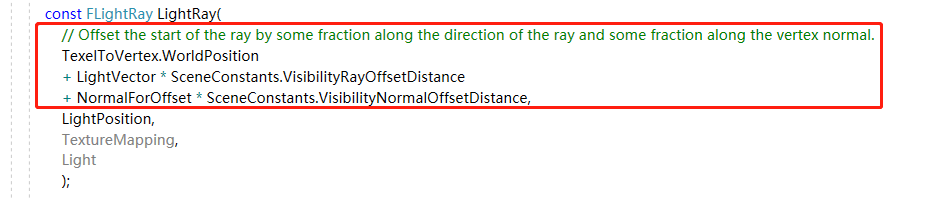 const FLightRay LightRay(
// Offset the start of the ray by some fraction along the direction of the ray and some fraction along the vertex normal.
TexelToVertex.WorldPosition
+ LightVector * SceneConstants.VisibilityRayOffsetDistance
+ NormalForOffset * SceneConstants.VisibilityNormalOffsetDistance,
LightPosition,
TextureMapping,
Light
);